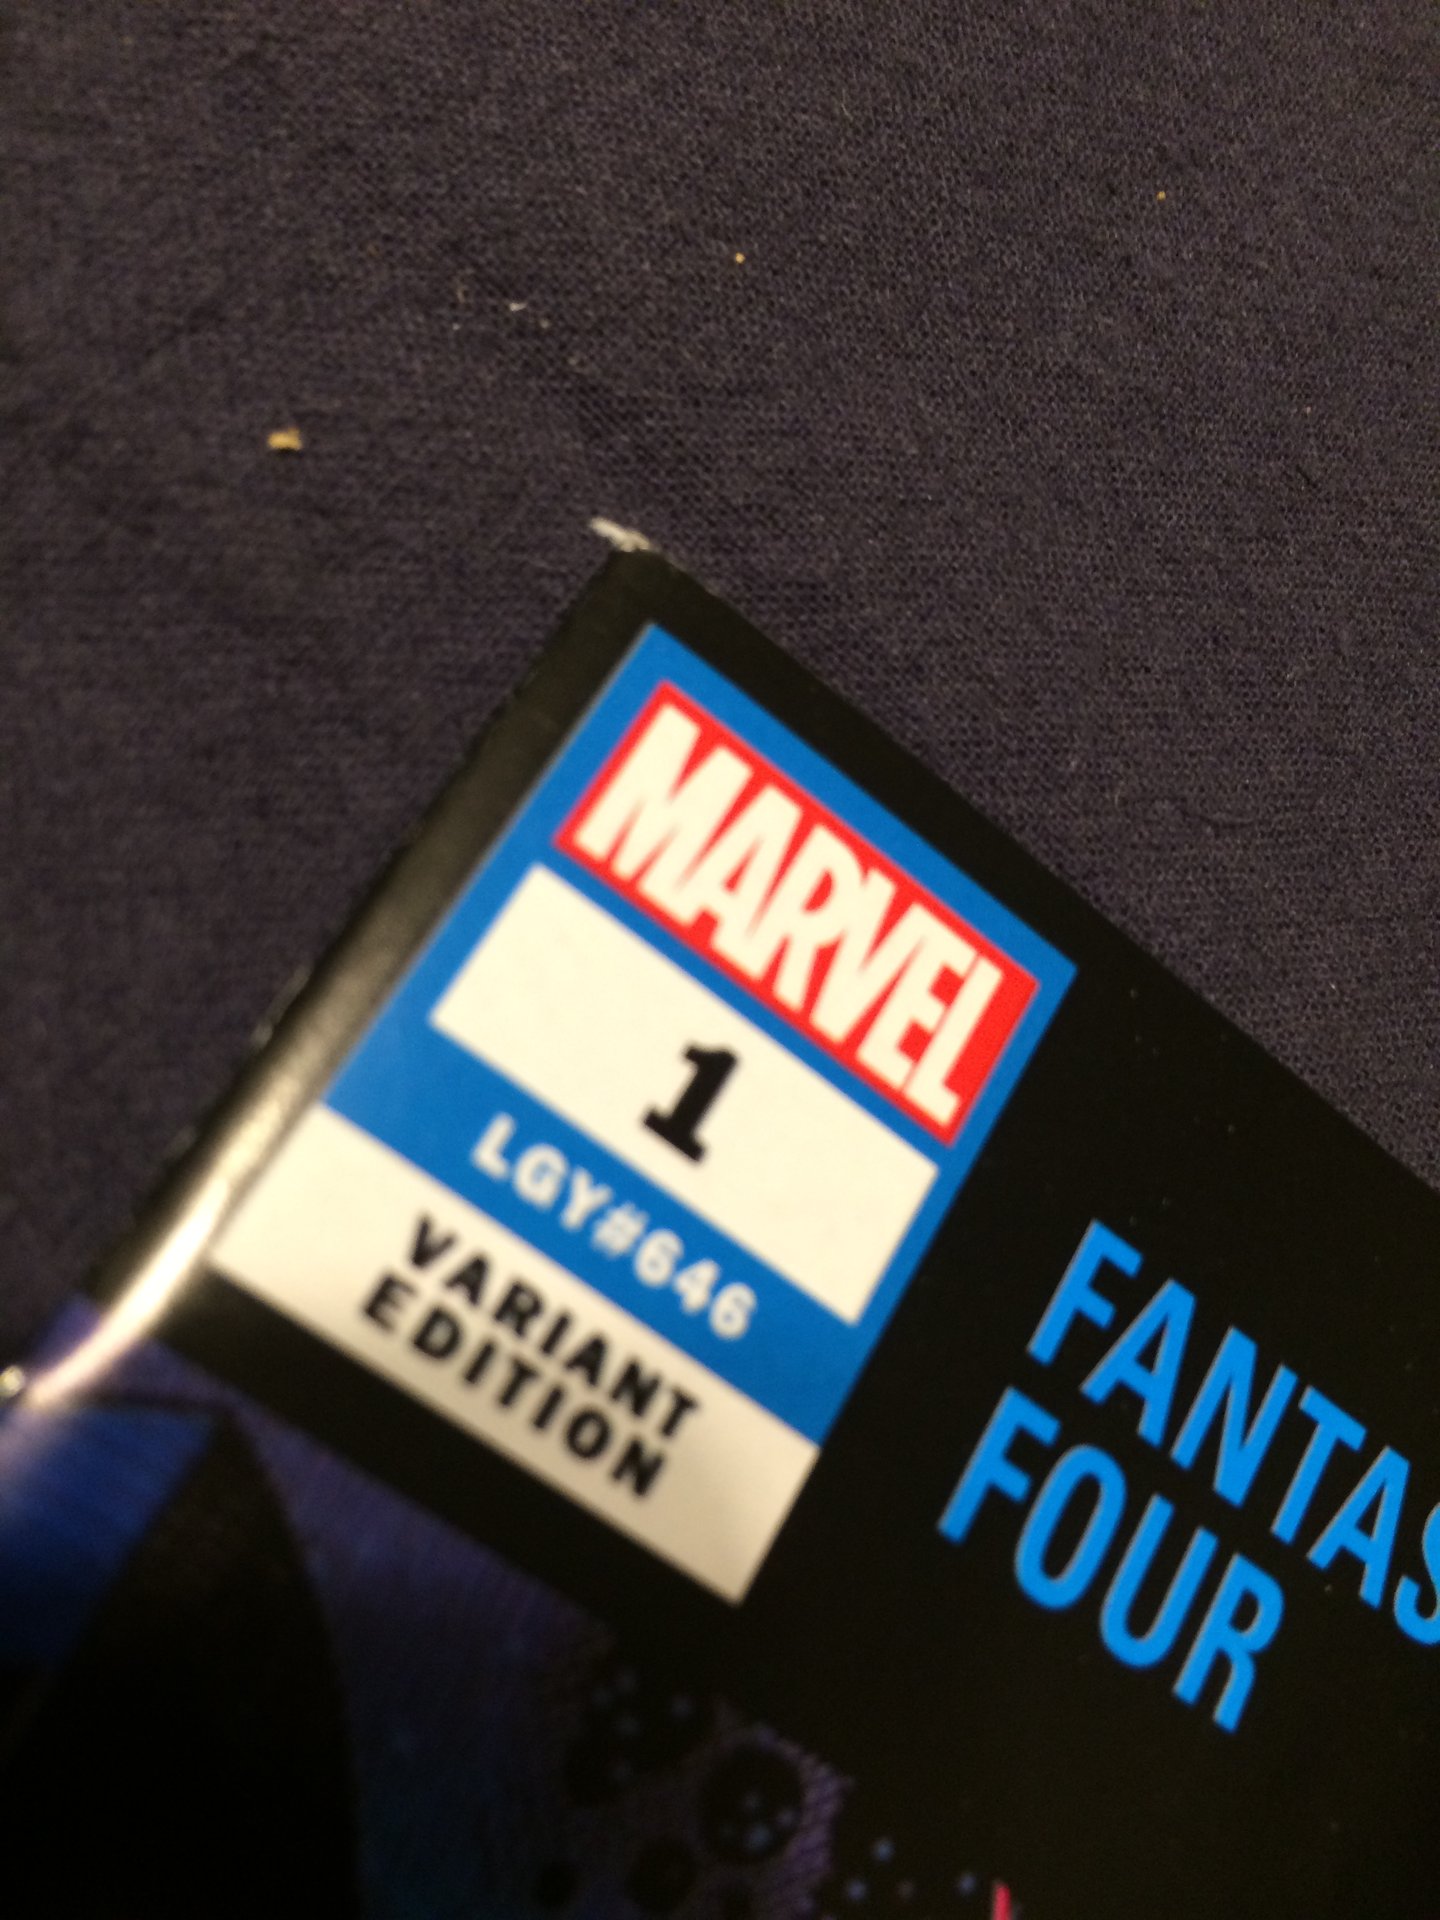 MARVEL
1
LGY#646
VARIANT
EDITION
FANTAS
FOUR